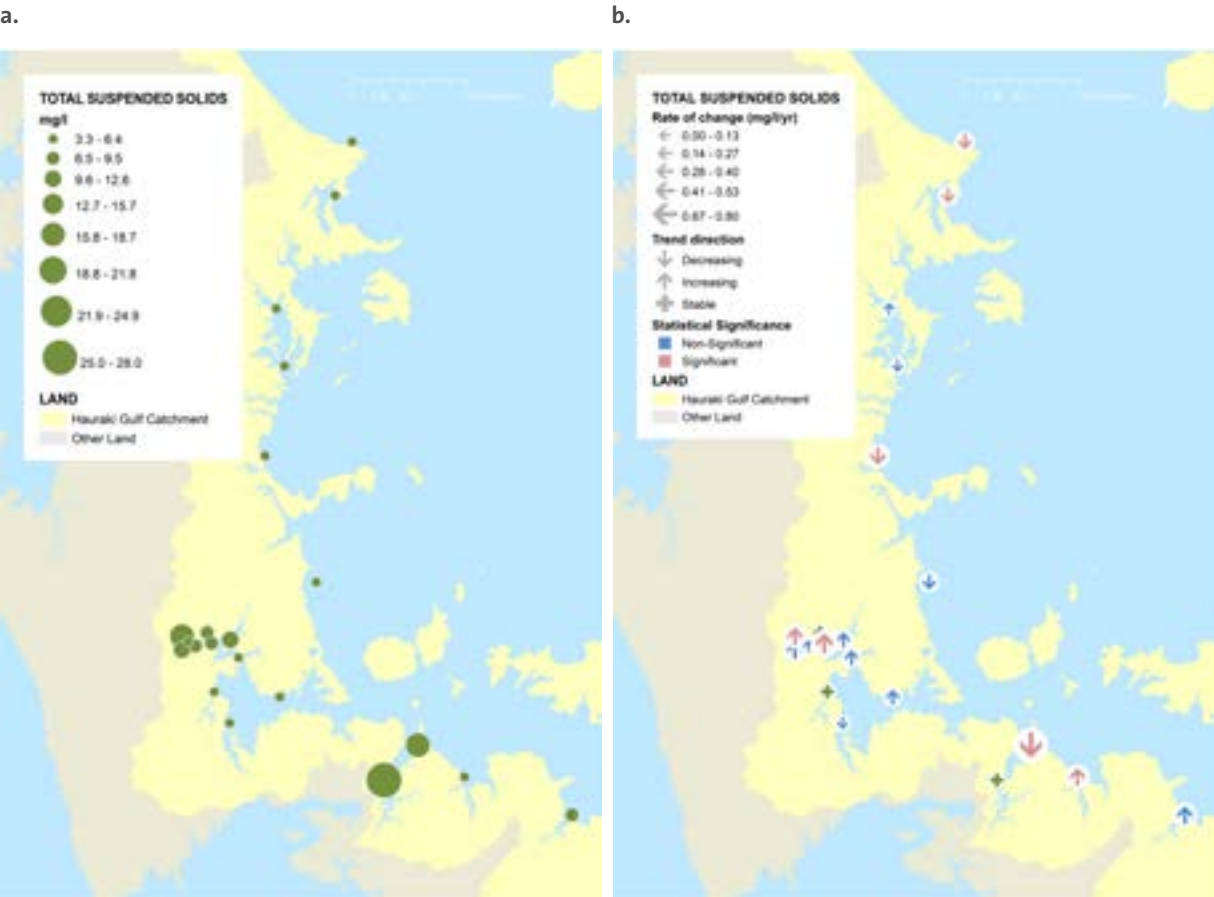 a.
TOTAL SUSPENDED SOLIDS
mg/l
3.3 - 6.4
6.5 - 9.5
9.6 - 12.6
12.7 - 15.7
15.8 - 18.7
18.8 - 21.8
21.9 - 24.9
25.0 - 28.0
LAND
Hauraki Gulf Catchment
Other Land
b.
TOTAL SUSPENDED SOLIDS
Rate of change (mg/l/yr)
0.00 - 0.13
0.14 - 0.27
0.28 - 0.40
0.41 - 0.53
0.67 - 0.80
Trend direction
Decreasing
Increasing
Stable
Statistical Significance
Non-Significant
Significant
LAND
Hauraki Gulf Catchment
Other Land